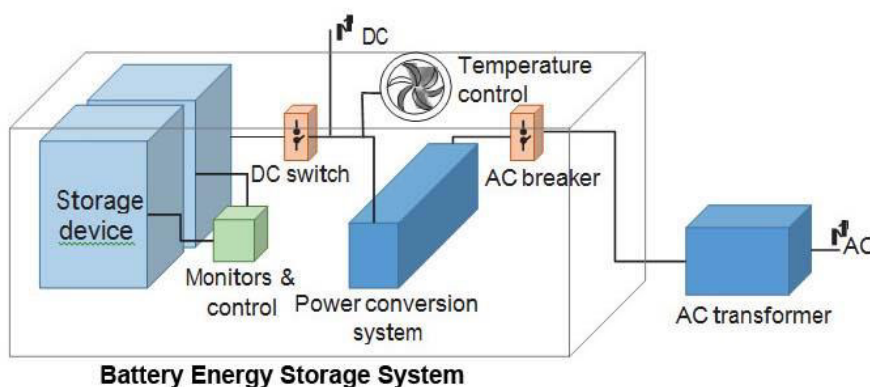 DC
Temperature
control
DC switch
AC breaker
Storage
device
Monitors &
control
Power conversion
system
AC
AC transformer
Battery Energy Storage System